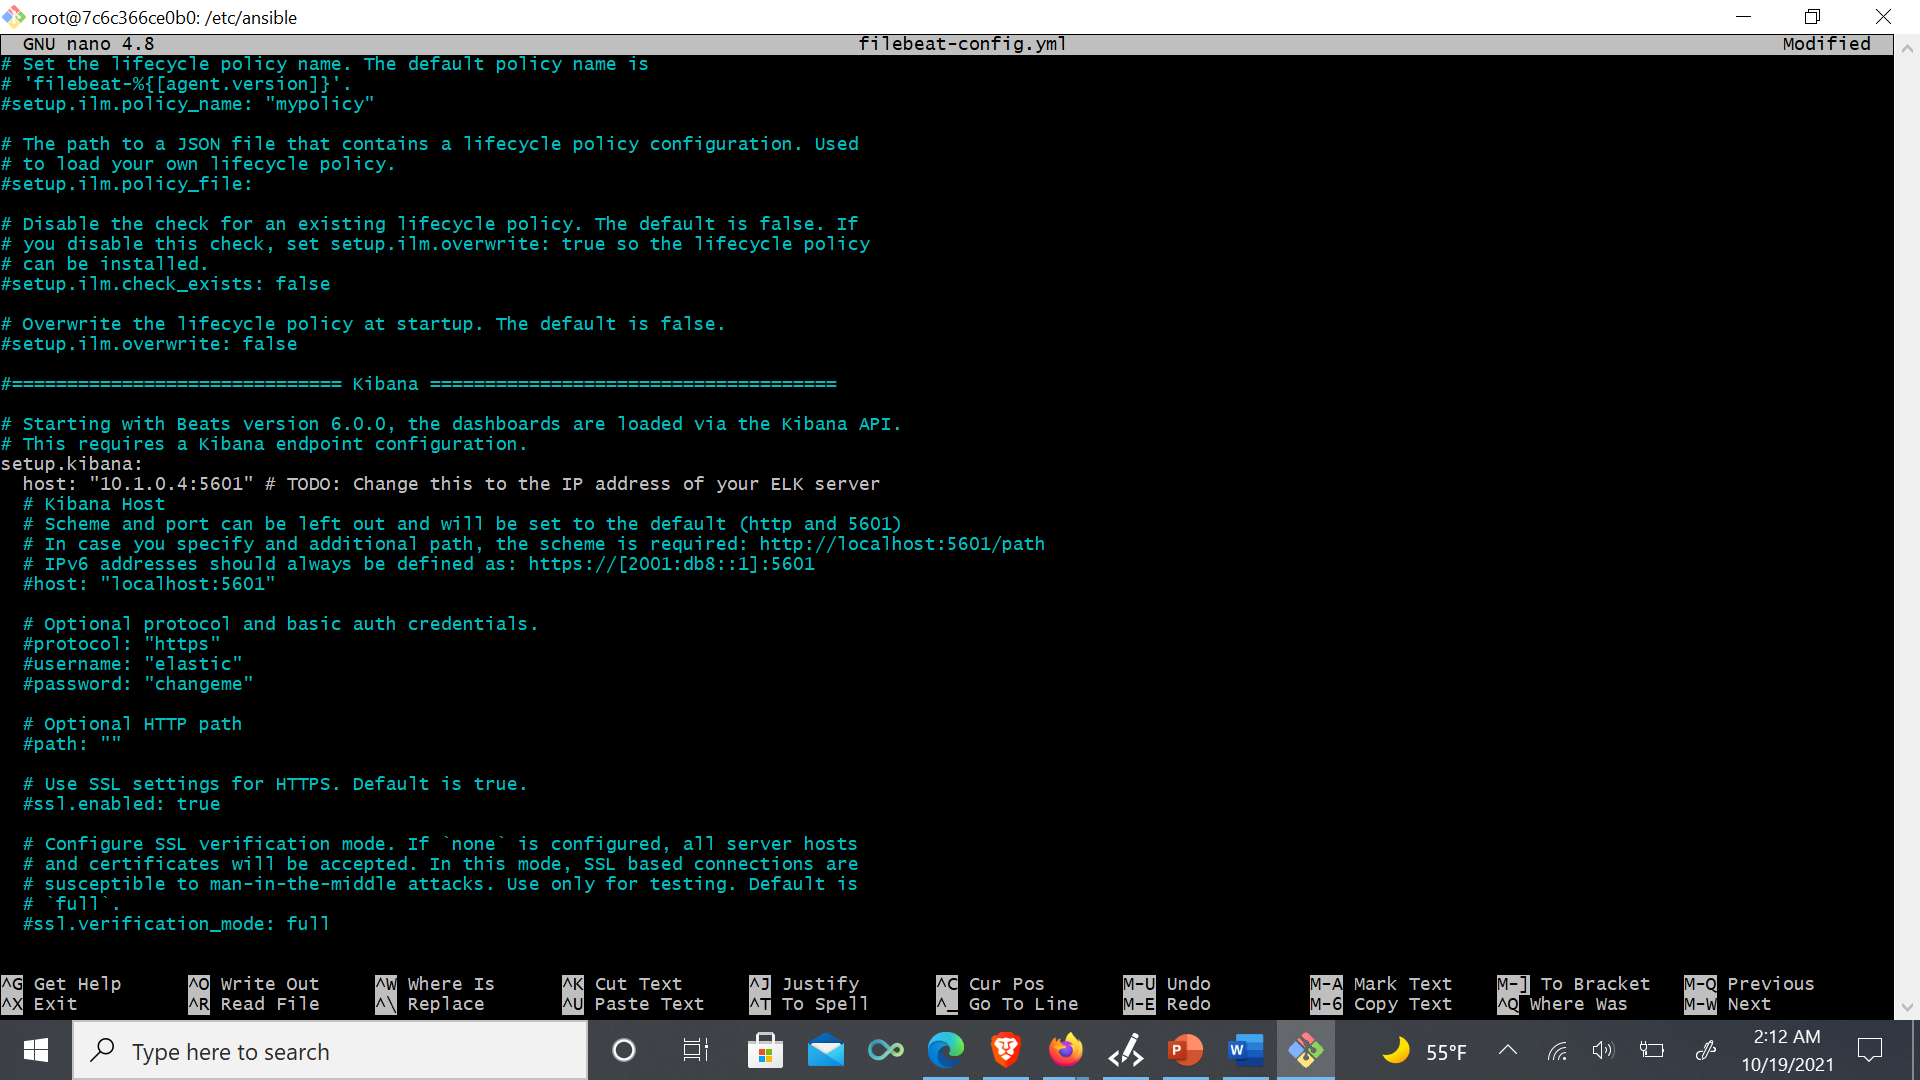 root@7c6c366ce0b0: /etc/ansible
GNU nano 4.8 filebeat-config.yml Modified
# Set the lifecycle policy name. The default policy name is
# 'filebeat-%{[agent.version]}'.
#setup.ilm.policy_name: "mypolicy"
# The path to a JSON file that contains a lifecycle policy configuration. Used
# to load your own lifecycle policy.
#setup.ilm.policy_file:
# Disable the check for an existing lifecycle policy. The default is false. If
# you disable this check, set setup.ilm.overwrite: true so the lifecycle policy
# can be installed.
#setup.ilm.check_exists: false
# Overwrite the lifecycle policy at startup. The default is false.
#setup.ilm.overwrite: false
#============================== Kibana =====================================
# Starting with Beats version 6.0.0, the dashboards are loaded via the Kibana API.
# This requires a Kibana endpoint configuration.
setup.kibana:
host: "10.1.0.4:5601" # TODO: Change this to the IP address of your ELK server
# Kibana Host
# Scheme and port can be left out and will be set to the default (http and 5601)
# In case you specify and additional path, the scheme is required: http://localhost:5601/path
# IPv6 addresses should always be defined as: https://[2001:db8::1]:5601
#host: "localhost:5601"
# Optional protocol and basic auth credentials.
#protocol: "https"
#username: "elastic"
#password: "changeme"
# Optional HTTP path
#path: ""
# Use SSL settings for HTTPS. Default is true.
#ssl.enabled: true
# Configure SSL verification mode. If `none` is configured, all server hosts
# and certificates will be accepted. In this mode, SSL based connections are
# susceptible to man-in-the-middle attacks. Use only for testing. Default is
# `full`.
#ssl.verification_mode: full
^G Get Help ^O Write Out ^W Where Is ^K Cut Text ^J Justify ^C Cur Pos M-U Undo M-A Mark Text M-] To Bracket M-Q Previous
^X Exit ^R Read File ^\ Replace ^U Paste Text ^T To Spell ^_ Go To Line M-E Redo M-6 Copy Text ^Q Where Was M-W Next
Type here to search P W 55°F 2:12 AM
10/19/2021